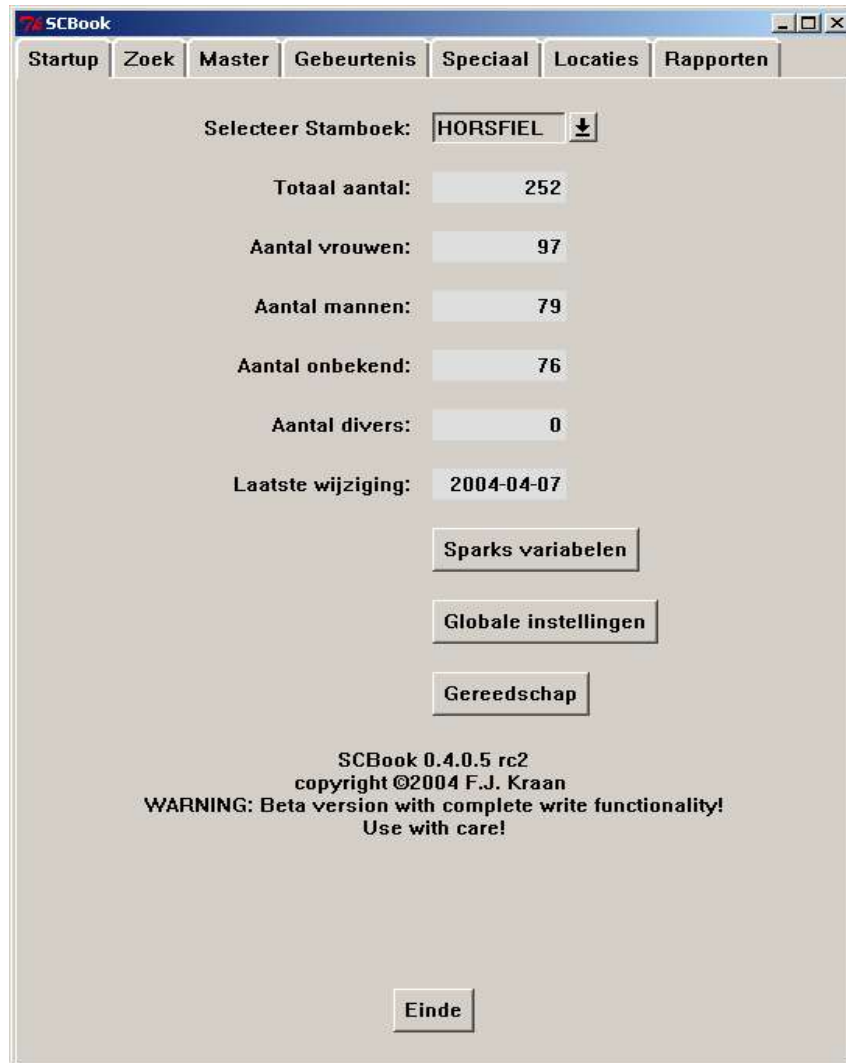 SCBook
Startup Zoek Master Gebeurtenis Speciaal Locaties Rapporten
Selecteer Stamboek: HORSFIEL
Totaal aantal: 252
Aantal vrouwen: 97
Aantal mannen: 79
Aantal onbekend: 76
Aantal divers: 0
Laatste wijziging: 2004-04-07
Sparks variabelen
Globale instellingen
Gereedschap
SCBook 0.4.0.5 rc2
copyright ©2004 F.J. Kraan
WARNING: Beta version with complete write functionality!
Use with care!
Einde